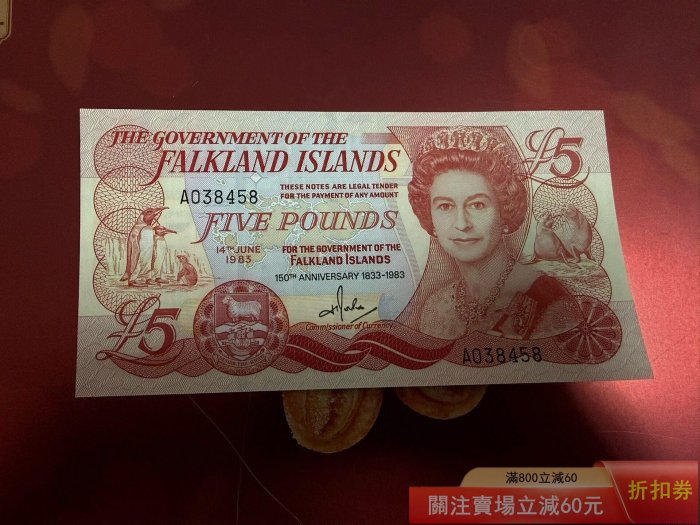 THE GOVERNMENT OF THE
FALKLAND ISLANDS
£5
A038458
THESE NOTES ARE LEGAL TENDER
FOR THE PAYMENT OF ANY AMOUNT
FIVE POUNDS
14TH JUNE
1983
FOR THE GOVERNMENT OF THE
FALKLAND ISLANDS
150TH ANNIVERSARY 1833-1983
£5
Commissioner of Currency
A038458
滿800立減60
關注賣場立減60元
折扣券